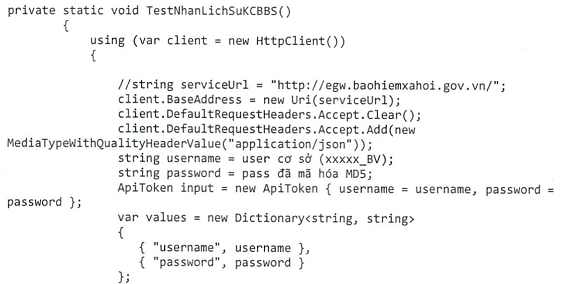 private static void TestNhanLichSuKCBBS()
{
using (var client = new HttpClient())
{
//string serviceUrl = "http://egw.baohiemxahoi.gov.vn/";
client.BaseAddress = new Uri(serviceUrl);
client.DefaultRequestHeaders.Accept.Clear();
client.DefaultRequestHeaders.Accept.Add(new
MediaTypeWithQualityHeaderValue("application/json"));
string username = user cơ sở (xxxxx_BV);
string password = pass đã mã hóa MD5;
ApiToken input = new ApiToken { username = username, password =
password };
var values = new Dictionary<string, string>
{
{ "username", username },
{ "password", password }
};